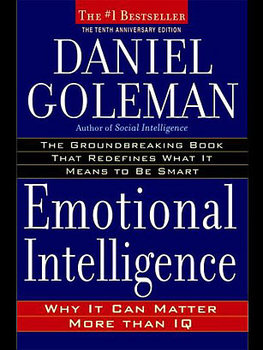 THE #1 BESTSELLER
THE TENTH ANNIVERSARY EDITION
DANIEL
GOLEMAN
Author of Social Intelligence
THE GROUNDBREAKING BOOK
THAT REDEFINES WHAT IT
MEANS TO BE SMART
Emotional
Intelligence
WHY IT CAN MATTER
MORE THAN IQ